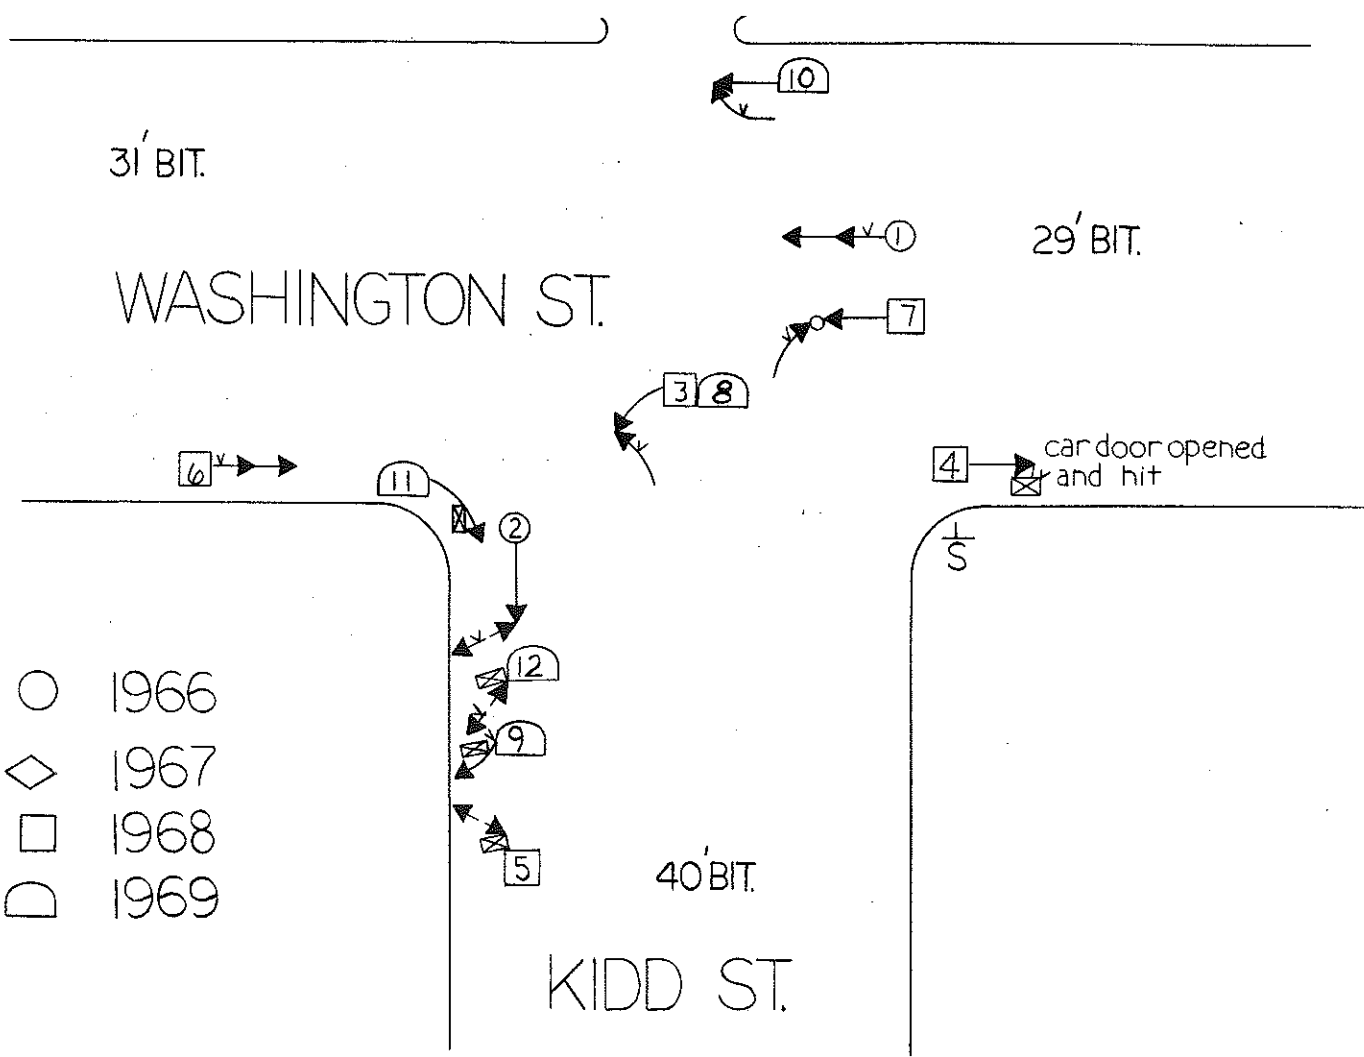 10
31' BIT.
1
29' BIT.
WASHINGTON ST.
7
3 8
6
4 car door opened
and hit
11
2
S
12
1966
9
1967
1968
5
40' BIT.
1969
KIDD ST.